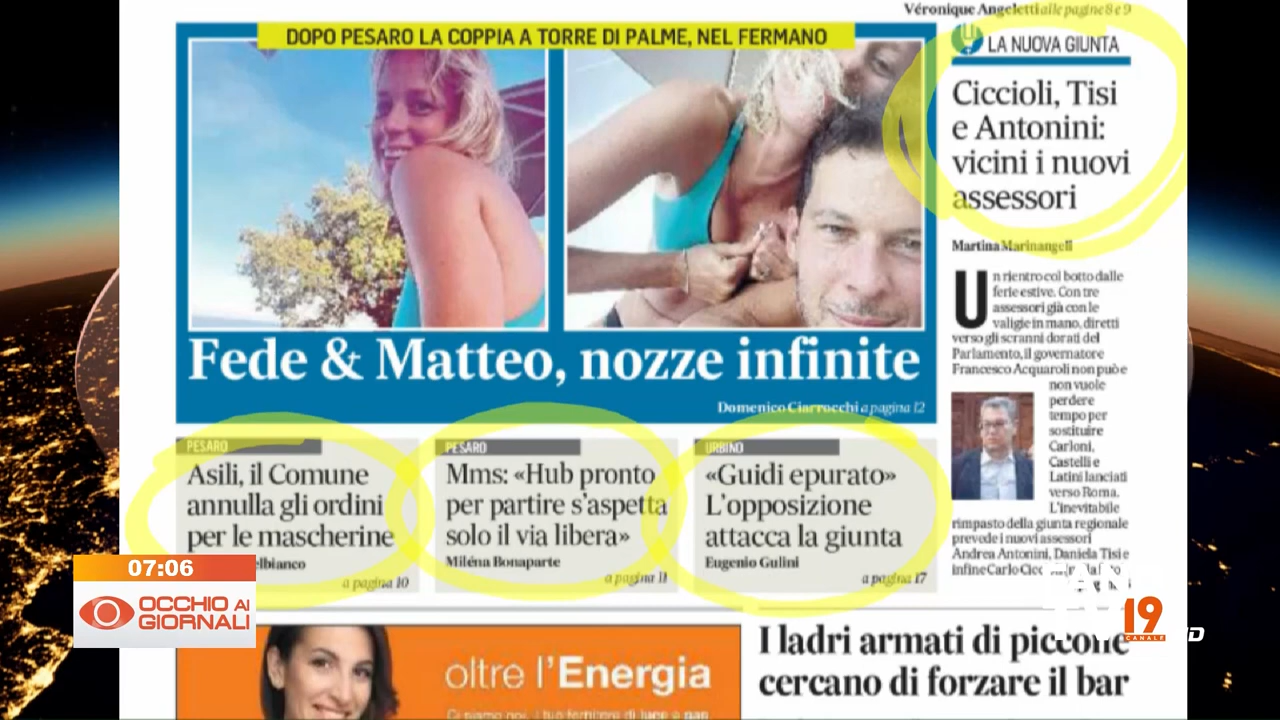 Véronique Angeletti alle pagine 8 e 9
DOPO PESARO LA COPPIA A TORRE DI PALME, NEL FERMANO
Fede & Matteo, nozze infinite
Domenico Ciarrocchi a pagina 12
LA NUOVA GIUNTA
Ciccioli, Tisi
e Antonini:
vicini i nuovi
assessori
Martina Marinangeli
Un rientro col botto dalle
ferie estive. Con tre
assessori già con le
valigie in mano, diretti
verso gli scranni dorati del
Parlamento, il governatore
Francesco Acquaroli non può e
non vuole
perdere
tempo per
sostituire
Carloni,
Castelli e
Latini lanciati
verso Roma.
L'inevitabile
rimpasto della giunta regionale
prevede i nuovi assessori
Andrea Antonini, Daniela Tisi e
infine Carlo
PESARO
Asili, il Comune
annulla gli ordini
per le mascherine
a pagina 10
PESARO
Mms: «Hub pronto
per partire s'aspetta
solo il via libera»
Miléna Bonaparte
a pagina 11
URBINO
«Guidi epurato»
L'opposizione
attacca la giunta
Eugenio Gulini
a pagina 17
07:06
OCCHIO AI
GIORNALI
oltre l'Energia
I ladri armati di piccone
cercano di forzare il bar
19
CANALE